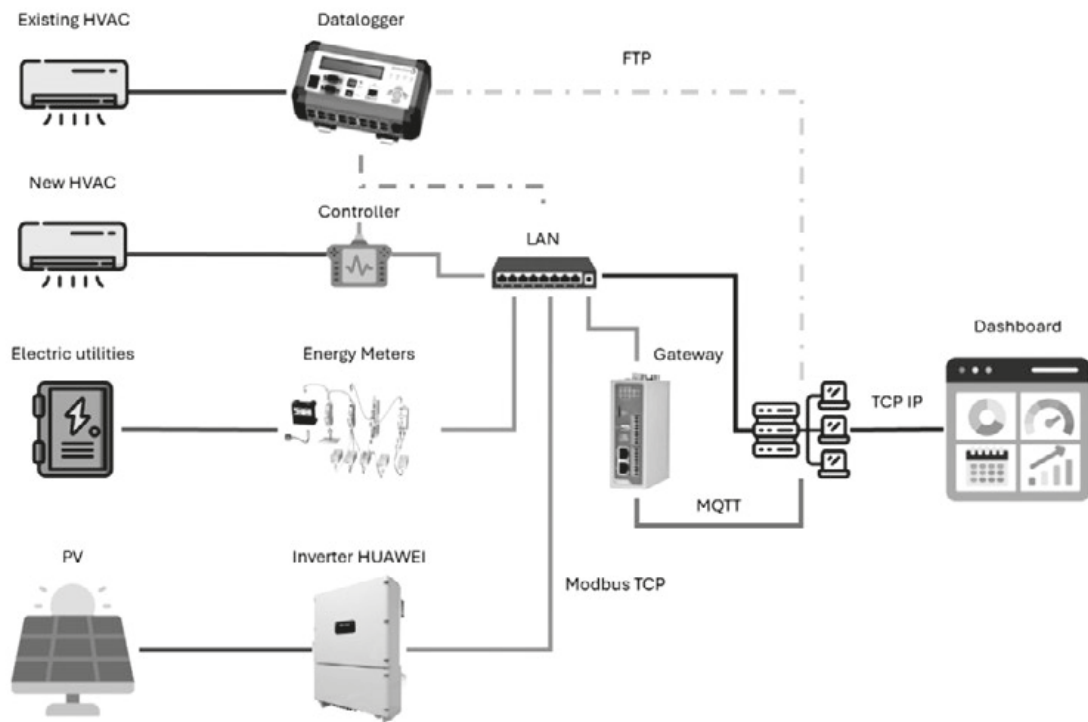 Existing HVAC
Datalogger
FTP
New HVAC
Controller
LAN
Electric utilities
Energy Meters
Gateway
Dashboard
TCP IP
MQTT
PV
Inverter HUAWEI
Modbus TCP